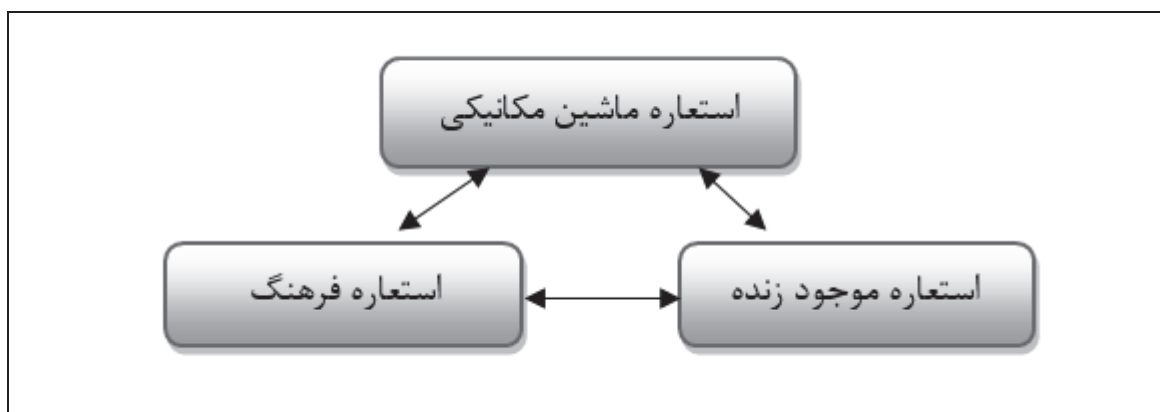 استعاره ماشین مکانیکی
استعاره موجود زنده
استعاره فرهنگ